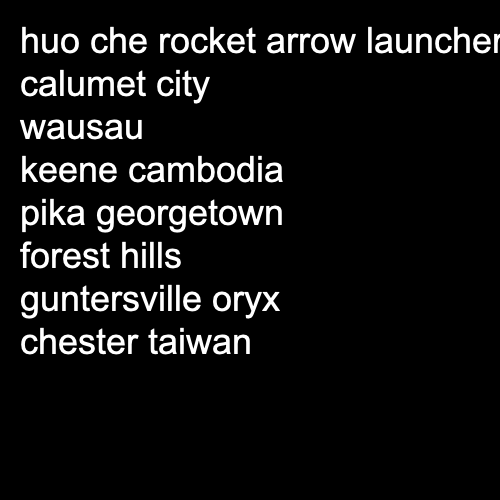 huo che rocket arrow launcher
calumet city
wausau
keene cambodia
pika georgetown
forest hills
guntersville oryx
chester taiwan